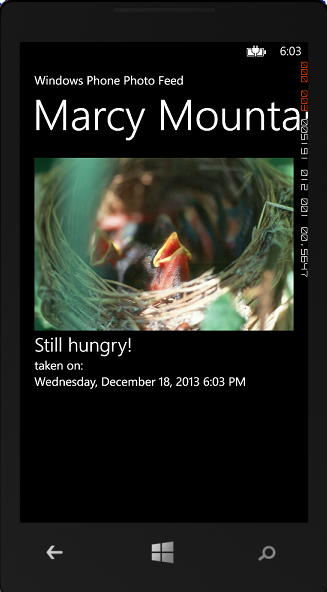 6:03
Windows Phone Photo Feed
Marcy Mounta
Still hungry!
taken on:
Wednesday, December 18, 2013 6:03 PM